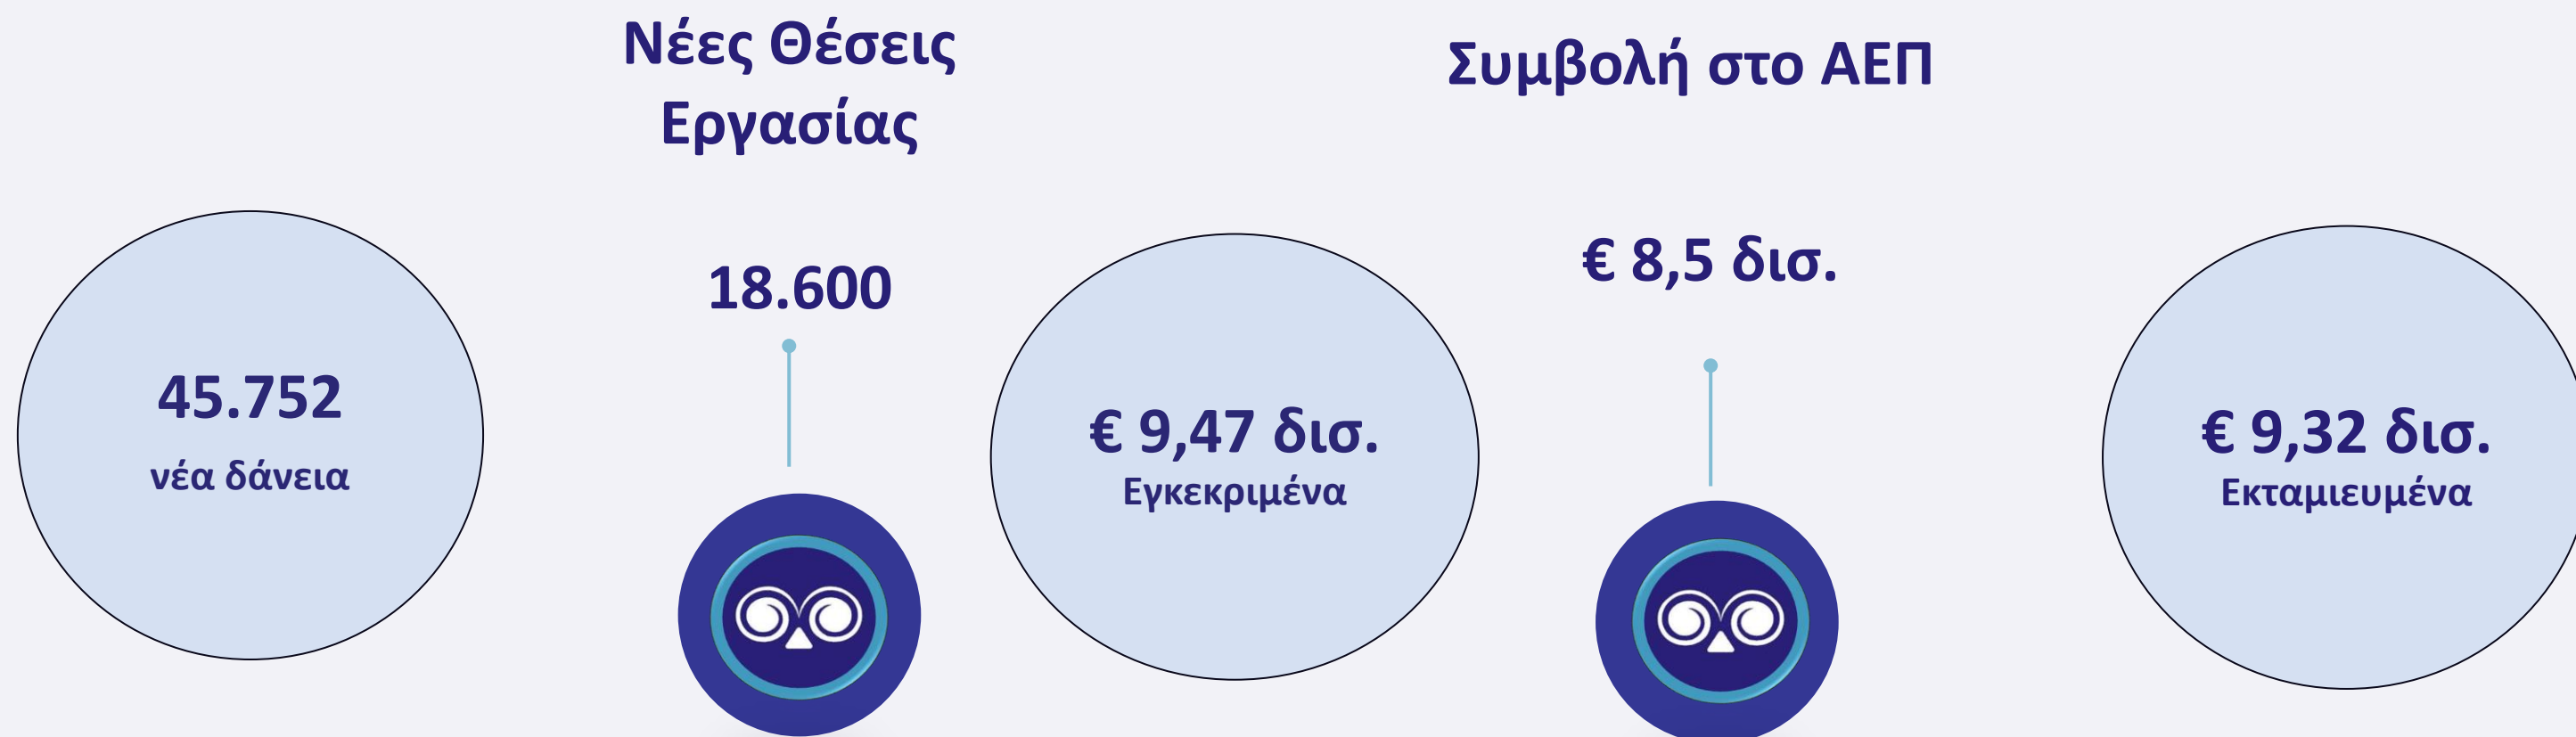 Νέες Θέσεις
Εργασίας
Συμβολή στο ΑΕΠ
45.752
νέα δάνεια
18.600
€ 9,47 δισ.
Εγκεκριμένα
€ 8,5 δισ.
€ 9,32 δισ.
Εκταμιευμένα